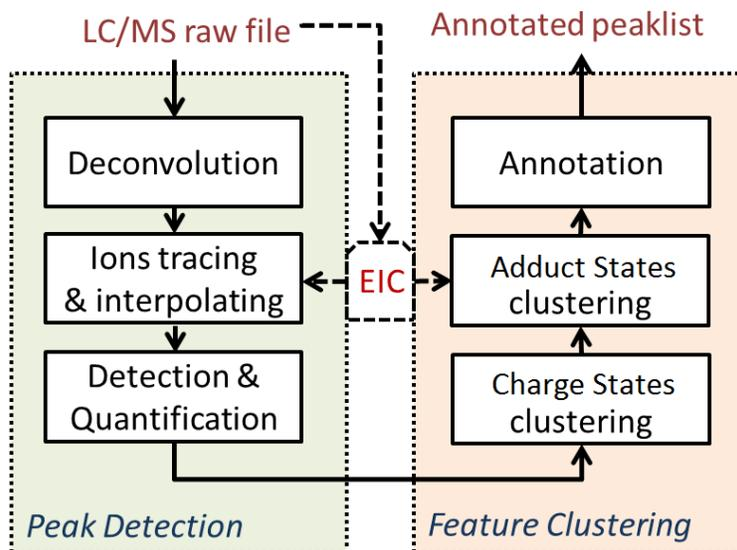 LC/MS raw file
Annotated peaklist
Deconvolution
Ions tracing
& interpolating
Detection &
Quantification
Peak Detection
EIC
Annotation
Adduct States
clustering
Charge States
clustering
Feature Clustering